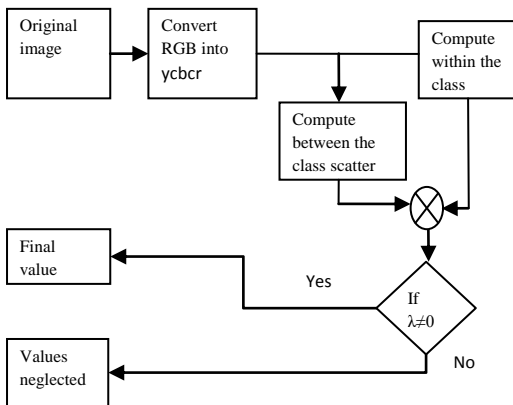 Original
image
Convert
RGB into
ycbcr
Compute
within the
class
Compute
between the
class scatter
Final
value
Yes
If
λ≠0
No
Values
neglected